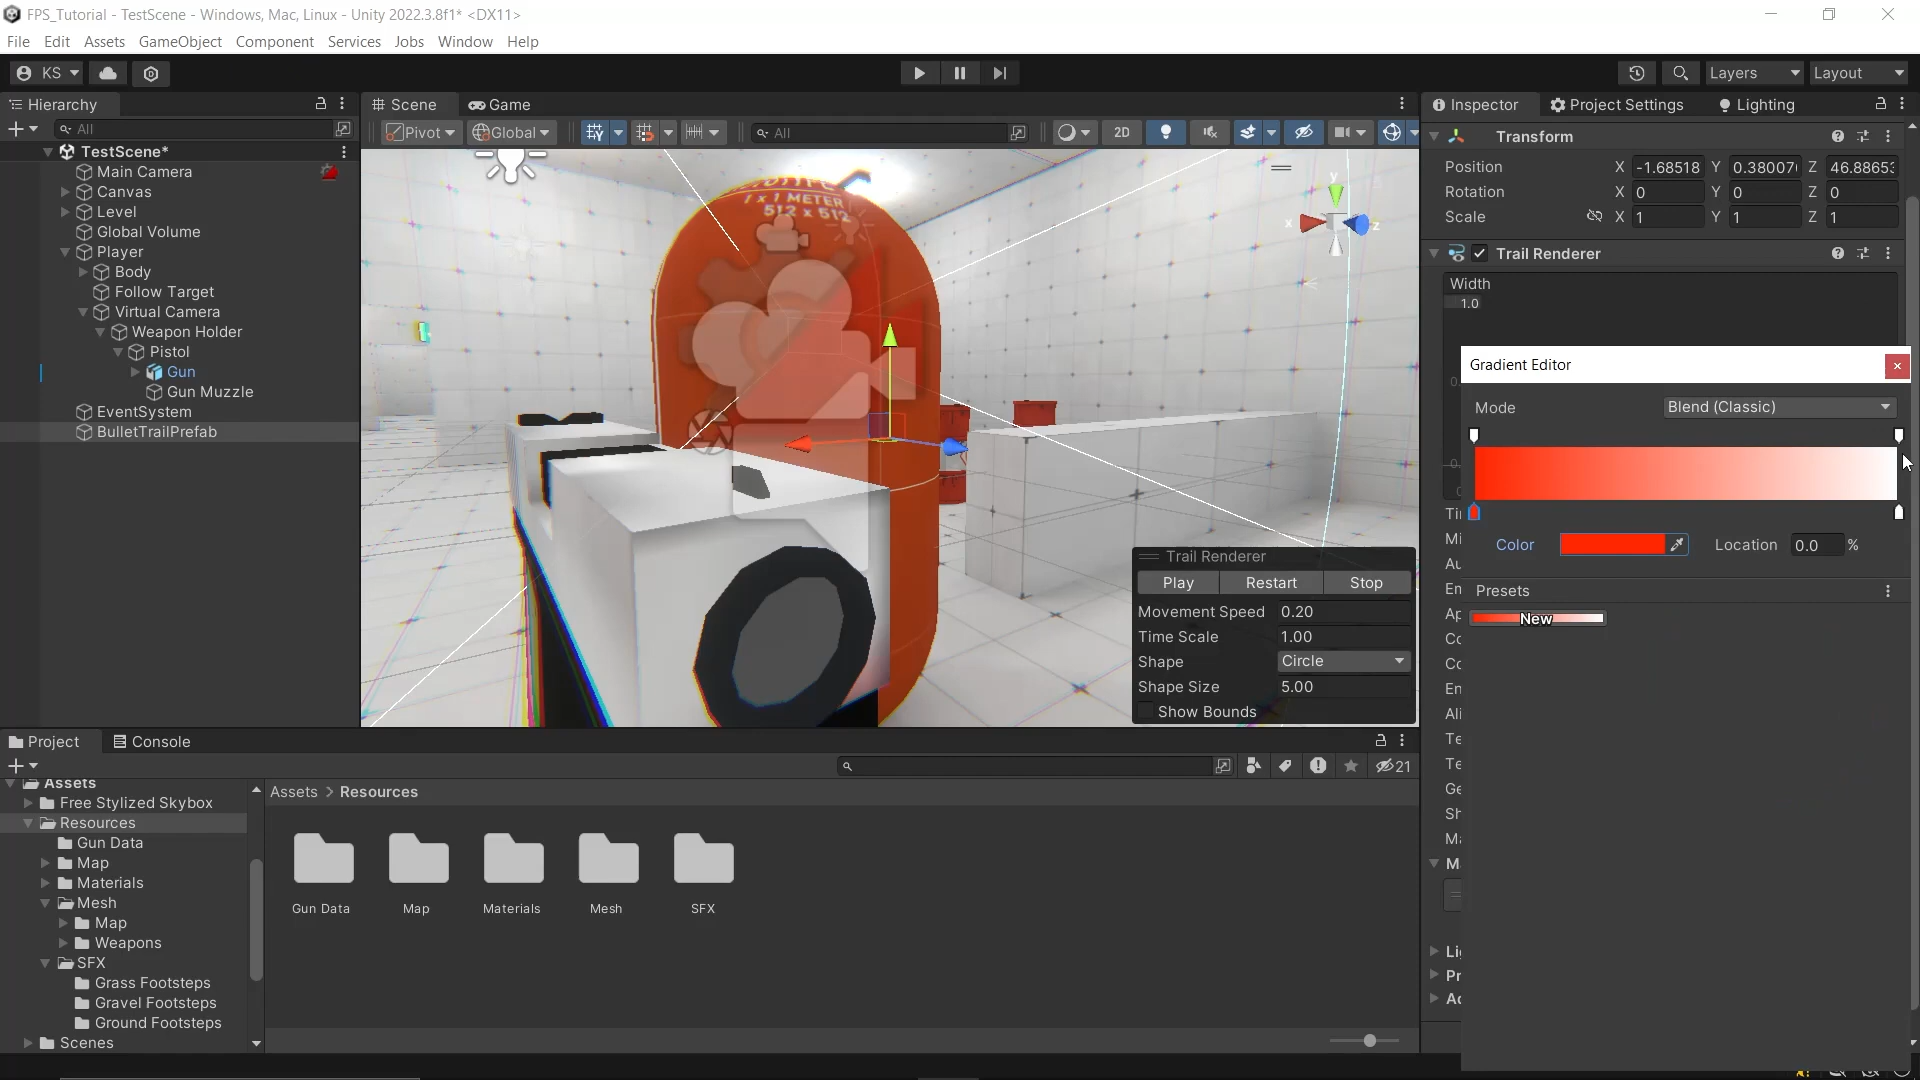 FPS_Tutorial - TestScene - Windows, Mac, Linux - Unity 2022.3.8f1* <DX11>
File Edit Assets GameObject Component Services Jobs Window Help
KS
Layers
Layout
Hierarchy
Scene
Game
Inspector
Project Settings
Lighting
All
Pivot
Global
All
2D
TestScene*
Main Camera
Canvas
Level
Global Volume
Player
Body
Follow Target
Virtual Camera
Weapon Holder
Pistol
Gun
Gun Muzzle
EventSystem
BulletTrailPrefab
1 x 1 METER
512 x 512
y
x
z
Trail Renderer
Play Restart Stop
Movement Speed 0.20
Time Scale 1.00
Shape Circle
Shape Size 5.00
Show Bounds
Transform
Position X -1.68518 Y 0.38007 Z 46.8865
Rotation X 0 Y 0 Z 0
Scale X 1 Y 1 Z 1
Trail Renderer
Width
1.0
Gradient Editor
Mode Blend (Classic)
Color Location 0.0 %
Presets
New
Project
Console
21
Assets
Free Stylized Skybox
Resources
Gun Data
Map
Materials
Mesh
Map
Weapons
SFX
Grass Footsteps
Gravel Footsteps
Ground Footsteps
Scenes
Assets > Resources
Gun Data Map Materials Mesh SFX